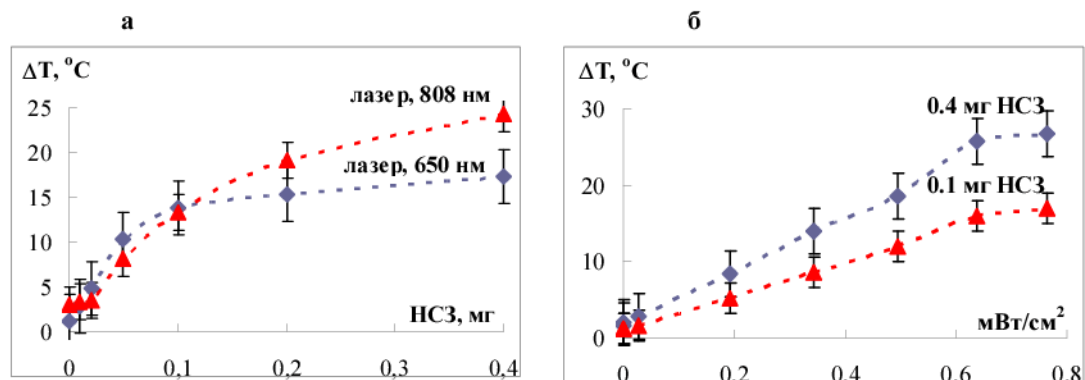 а
б
ΔT, °C
25
20
15
10
5
0
лазер, 808 нм
лазер, 650 нм
НСЗ, мг
0 0,1 0,2 0,3 0,4
ΔT, °C
30
20
10
0
0.4 мг НСЗ
0.1 мг НСЗ
мВт/см²
0 0.2 0.4 0.6 0.8